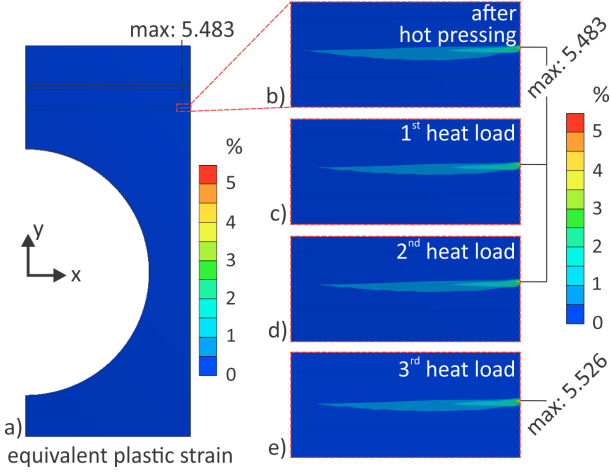 max: 5.483
after
hot pressing
b)
max: 5.483
1st heat load
c)
2nd heat load
d)
3rd heat load
e)
max: 5.526
%
5
4
3
2
1
0
%
5
4
3
2
1
0
y
x
a)
equivalent plastic strain